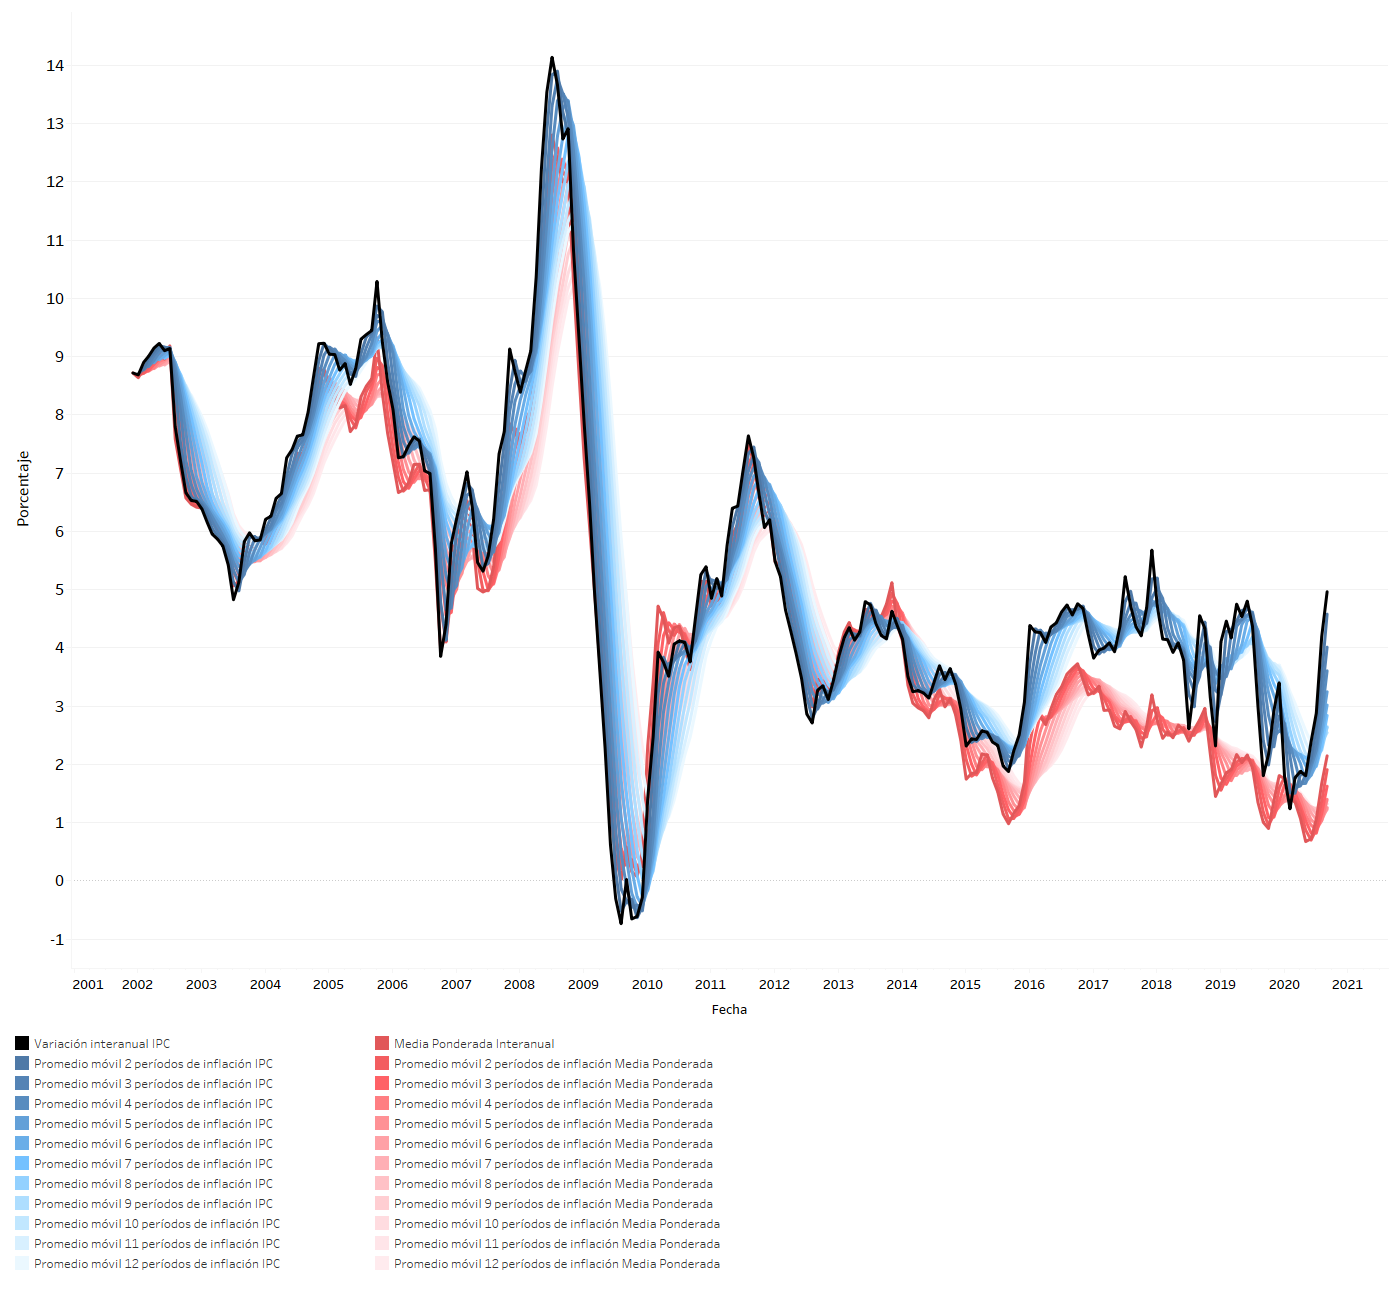 14
13
12
11
10
9
8
7
6
5
4
3
2
1
0
-1
Porcentaje
2001 2002 2003 2004 2005 2006 2007 2008 2009 2010 2011 2012 2013 2014 2015 2016 2017 2018 2019 2020 2021
Fecha
Variación interanual IPC
Promedio móvil 2 períodos de inflación IPC
Promedio móvil 3 períodos de inflación IPC
Promedio móvil 4 períodos de inflación IPC
Promedio móvil 5 períodos de inflación IPC
Promedio móvil 6 períodos de inflación IPC
Promedio móvil 7 períodos de inflación IPC
Promedio móvil 8 períodos de inflación IPC
Promedio móvil 9 períodos de inflación IPC
Promedio móvil 10 períodos de inflación IPC
Promedio móvil 11 períodos de inflación IPC
Promedio móvil 12 períodos de inflación IPC
Media Ponderada Interanual
Promedio móvil 2 períodos de inflación Media Ponderada
Promedio móvil 3 períodos de inflación Media Ponderada
Promedio móvil 4 períodos de inflación Media Ponderada
Promedio móvil 5 períodos de inflación Media Ponderada
Promedio móvil 6 períodos de inflación Media Ponderada
Promedio móvil 7 períodos de inflación Media Ponderada
Promedio móvil 8 períodos de inflación Media Ponderada
Promedio móvil 9 períodos de inflación Media Ponderada
Promedio móvil 10 períodos de inflación Media Ponderada
Promedio móvil 11 períodos de inflación Media Ponderada
Promedio móvil 12 períodos de inflación Media Ponderada